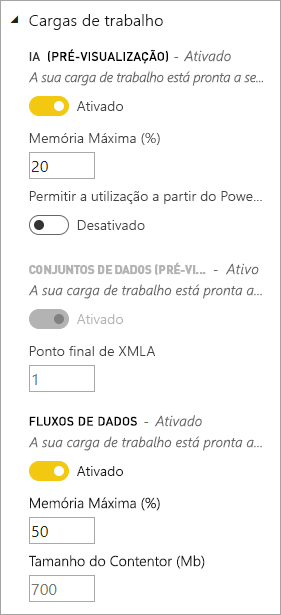 Cargas de trabalho
IA (PRÉ-VISUALIZAÇÃO) - Ativado
A sua carga de trabalho está pronta a se...
Ativado
Memória Máxima (%)
20
Permitir a utilização a partir do Powe...
Desativado
CONJUNTOS DE DADOS (PRÉ-VI... - Ativo
A sua carga de trabalho está pronta a...
Ativado
Ponto final de XMLA
1
FLUXOS DE DADOS - Ativado
A sua carga de trabalho está pronta a...
Ativado
Memória Máxima (%)
50
Tamanho do Contentor (Mb)
700